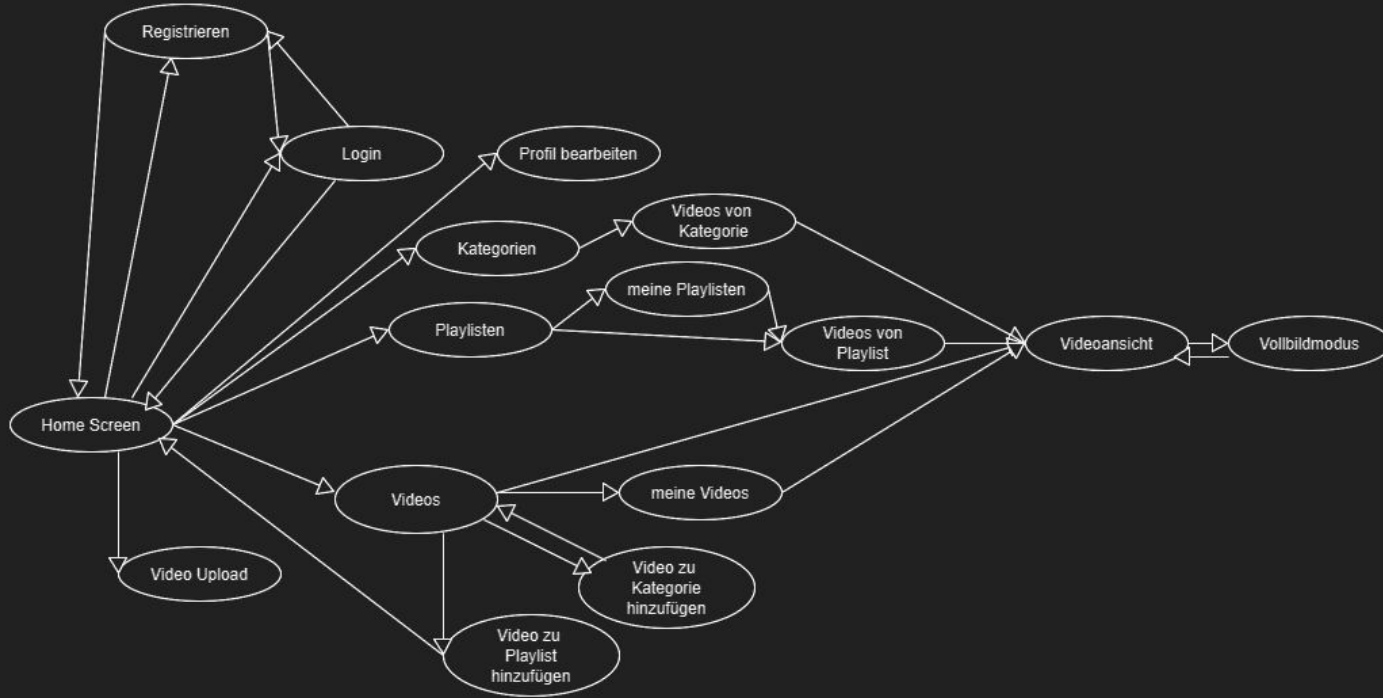 Registrieren
Login
Profil bearbeiten
Videos von
Kategorie
Kategorien
meine Playlisten
Playlisten
Videos von
Playlist
Videoansicht
Vollbildmodus
Home Screen
Videos
meine Videos
Video Upload
Video zu
Kategorie
hinzufügen
Video zu
Playlist
hinzufügen